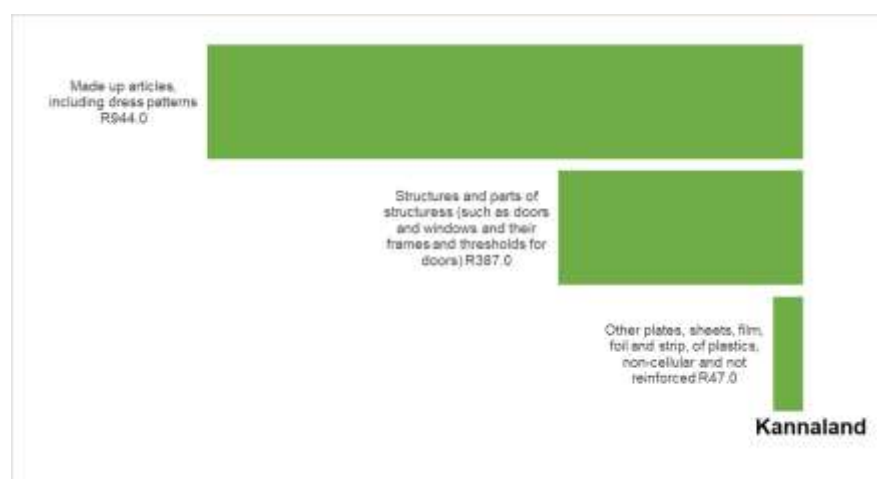 Made up articles,
including dress patterns
R944.0
Structures and parts of
structuress (such as doors
and windows and their
frames and thresholds for
doors) R387.0
Other plates, sheets, film,
foil and strip, of plastics,
non-cellular and not
reinforced R47.0
Kannaland